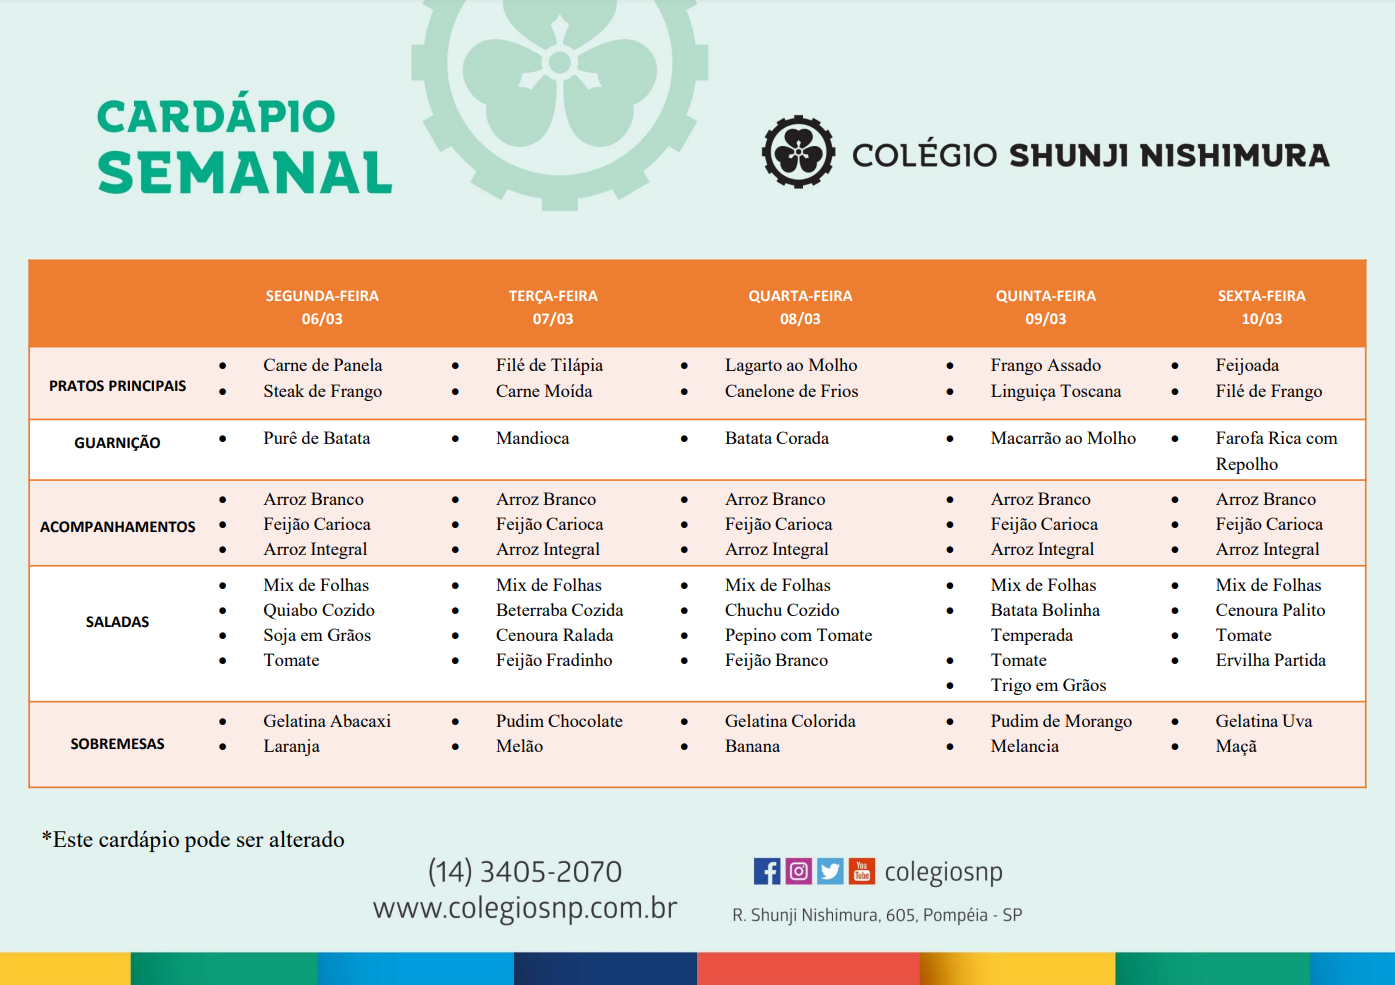 CARDÁPIO
SEMANAL
COLÉGIO SHUNJI NISHIMURA
SEGUNDA-FEIRA
06/03
TERÇA-FEIRA
07/03
QUARTA-FEIRA
08/03
QUINTA-FEIRA
09/03
SEXTA-FEIRA
10/03
PRATOS PRINCIPAIS
• Carne de Panela
• Steak de Frango
• Filé de Tilápia
• Carne Moída
• Lagarto ao Molho
• Canelone de Frios
• Frango Assado
• Linguiça Toscana
• Feijoada
• Filé de Frango
GUARNIÇÃO
• Purê de Batata
• Mandioca
• Batata Corada
• Macarrão ao Molho
• Farofa Rica com
Repolho
ACOMPANHAMENTOS
• Arroz Branco
• Feijão Carioca
• Arroz Integral
• Arroz Branco
• Feijão Carioca
• Arroz Integral
• Arroz Branco
• Feijão Carioca
• Arroz Integral
• Arroz Branco
• Feijão Carioca
• Arroz Integral
• Arroz Branco
• Feijão Carioca
• Arroz Integral
SALADAS
• Mix de Folhas
• Quiabo Cozido
• Soja em Grãos
• Tomate
• Mix de Folhas
• Beterraba Cozida
• Cenoura Ralada
• Feijão Fradinho
• Mix de Folhas
• Chuchu Cozido
• Pepino com Tomate
• Feijão Branco
• Mix de Folhas
• Batata Bolinha
Temperada
• Tomate
• Trigo em Grãos
• Mix de Folhas
• Cenoura Palito
• Tomate
• Ervilha Partida
SOBREMESAS
• Gelatina Abacaxi
• Laranja
• Pudim Chocolate
• Melão
• Gelatina Colorida
• Banana
• Pudim de Morango
• Melancia
• Gelatina Uva
• Maçã
*Este cardápio pode ser alterado
(14) 3405-2070
www.colegiosnp.com.br
You
Tube
colegiosnp
R. Shunji Nishimura, 605, Pompéia - SP